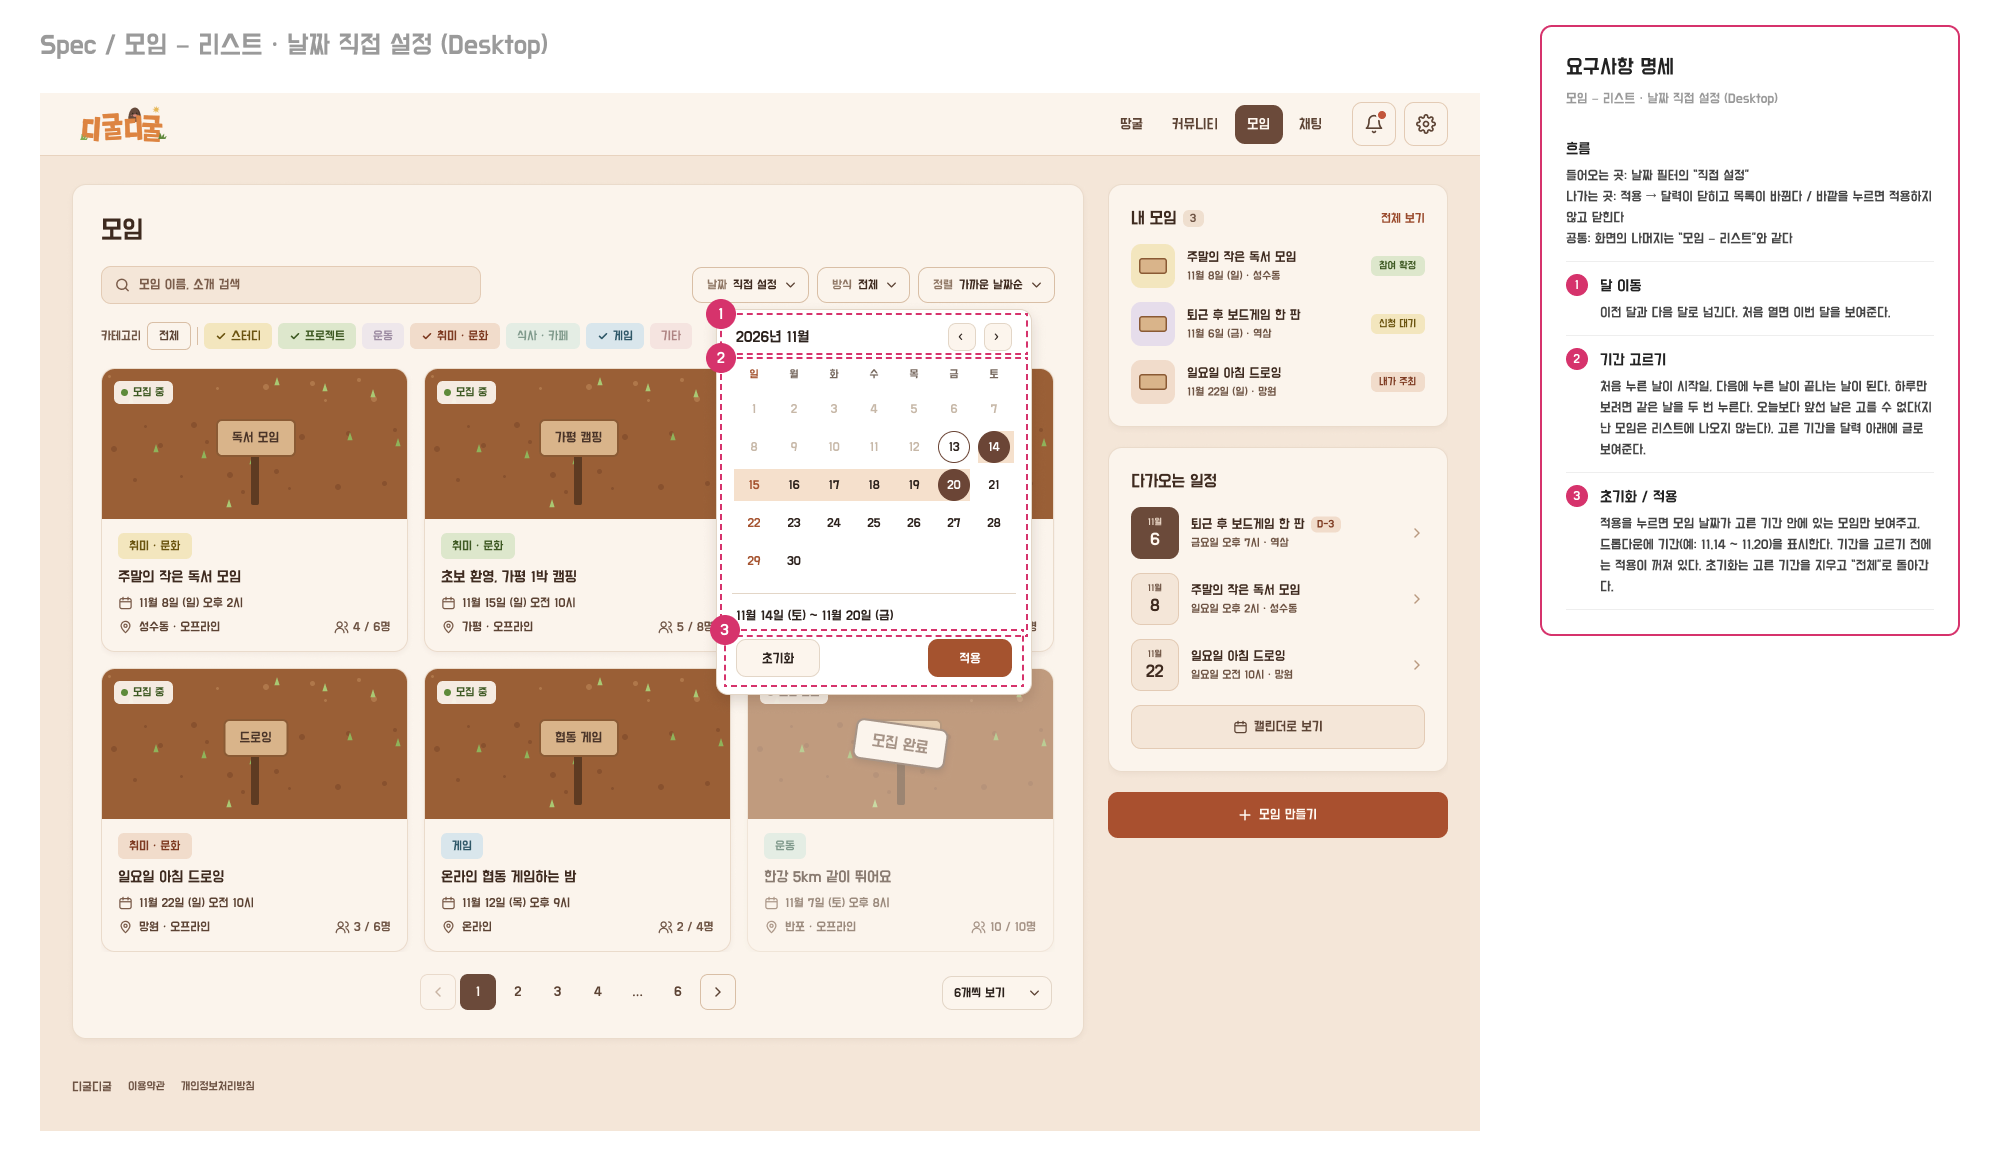 Spec / 모임 – 리스트 · 날짜 직접 설정 (Desktop)
디굴디굴
땅굴
커뮤니티
모임
채팅
모임
모임 이름, 소개 검색
날짜 직접 설정
방식 전체
정렬 가까운 날짜순
카테고리
전체
스터디
프로젝트
운동
취미 · 문화
식사 · 카페
게임
기타
모집 중
독서 모임
취미 · 문화
주말의 작은 독서 모임
11월 8일 (일) 오후 2시
성수동 · 오프라인
4 / 6명
모집 중
가평 캠핑
취미 · 문화
초보 환영, 가평 1박 캠핑
11월 15일 (일) 오전 10시
가평 · 오프라인
5 / 8명
1
2026년 11월
2
일 월 화 수 목 금 토
1 2 3 4 5 6 7
8 9 10 11 12 13 14
15 16 17 18 19 20 21
22 23 24 25 26 27 28
29 30
11월 14일 (토) ~ 11월 20일 (금)
3
초기화
적용
모집 중
드로잉
취미 · 문화
일요일 아침 드로잉
11월 22일 (일) 오전 10시
망원 · 오프라인
3 / 6명
모집 중
협동 게임
게임
온라인 협동 게임하는 밤
11월 12일 (목) 오후 9시
온라인
2 / 4명
모집 완료
운동
한강 5km 같이 뛰어요
11월 7일 (토) 오후 8시
반포 · 오프라인
10 / 10명
1 2 3 4 ... 6
6개씩 보기
내 모임 3
전체 보기
주말의 작은 독서 모임
11월 8일 (일) · 성수동
참여 확정
퇴근 후 보드게임 한 판
11월 6일 (금) · 역삼
신청 대기
일요일 아침 드로잉
11월 22일 (일) · 망원
내가 주최
다가오는 일정
11월
6
퇴근 후 보드게임 한 판 D-3
금요일 오후 7시 · 역삼
11월
8
주말의 작은 독서 모임
일요일 오후 2시 · 성수동
11월
22
일요일 아침 드로잉
일요일 오전 10시 · 망원
캘린더로 보기
모임 만들기
디굴디굴
이용약관
개인정보처리방침
요구사항 명세
모임 – 리스트 · 날짜 직접 설정 (Desktop)
흐름
들어오는 곳: 날짜 필터의 "직접 설정"
나가는 곳: 적용 → 달력이 닫히고 목록이 바뀐다 / 바깥을 누르면 적용하지
않고 닫힌다
공통: 화면의 나머지는 "모임 – 리스트"와 같다
1 달 이동
이전 달과 다음 달로 넘긴다. 처음 열면 이번 달을 보여준다.
2 기간 고르기
처음 누른 날이 시작일, 다음에 누른 날이 끝나는 날이 된다. 하루만
보려면 같은 날을 두 번 누른다. 오늘보다 앞선 날은 고를 수 없다(지
난 모임은 리스트에 나오지 않는다). 고른 기간을 달력 아래에 글로
보여준다.
3 초기화 / 적용
적용을 누르면 모임 날짜가 고른 기간 안에 있는 모임만 보여주고,
드롭다운에 기간(예: 11.14 ~ 11.20)을 표시한다. 기간을 고르기 전에
는 적용이 꺼져 있다. 초기화는 고른 기간을 지우고 "전체"로 돌아간
다.